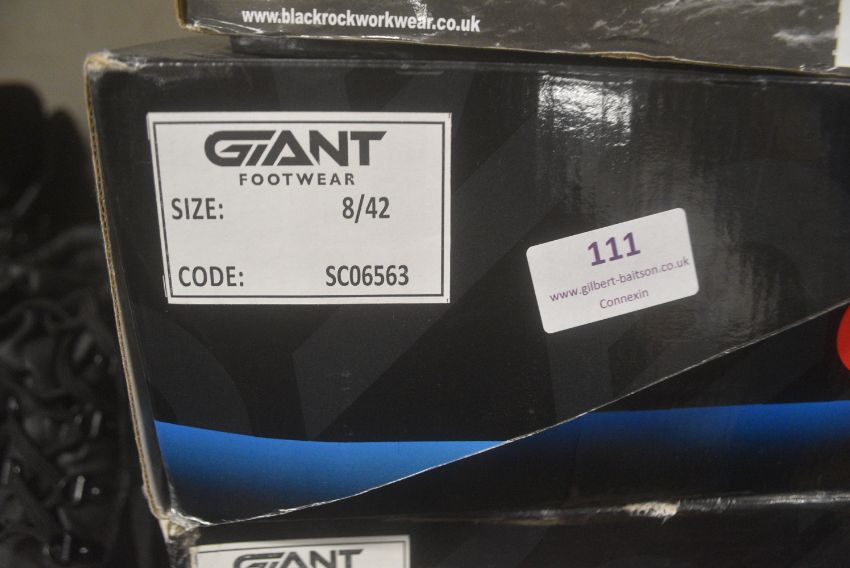 www.blackrockworkwear.co.uk
GIANT
FOOTWEAR
SIZE: 8/42
CODE: SC06563
111
www.gilbert-baitson.co.uk
Connexin
GIANT